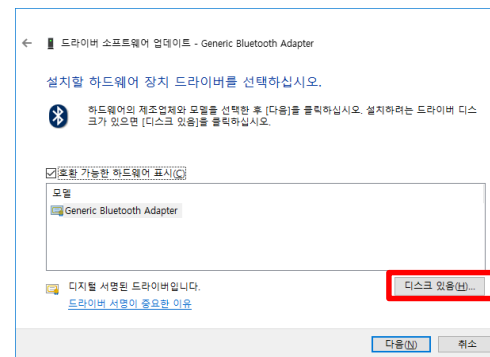 드라이버 소프트웨어 업데이트 - Generic Bluetooth Adapter
설치할 하드웨어 장치 드라이버를 선택하십시오.
하드웨어의 제조업체와 모델을 선택한 후 [다음]을 클릭하십시오. 설치하려는 드라이버 디스
크가 있으면 [디스크 있음]을 클릭하십시오.
호환 가능한 하드웨어 표시(C)
모델
Generic Bluetooth Adapter
디지털 서명된 드라이버입니다.
디스크 있음(H)...
드라이버 서명이 중요한 이유
다음(N)
취소